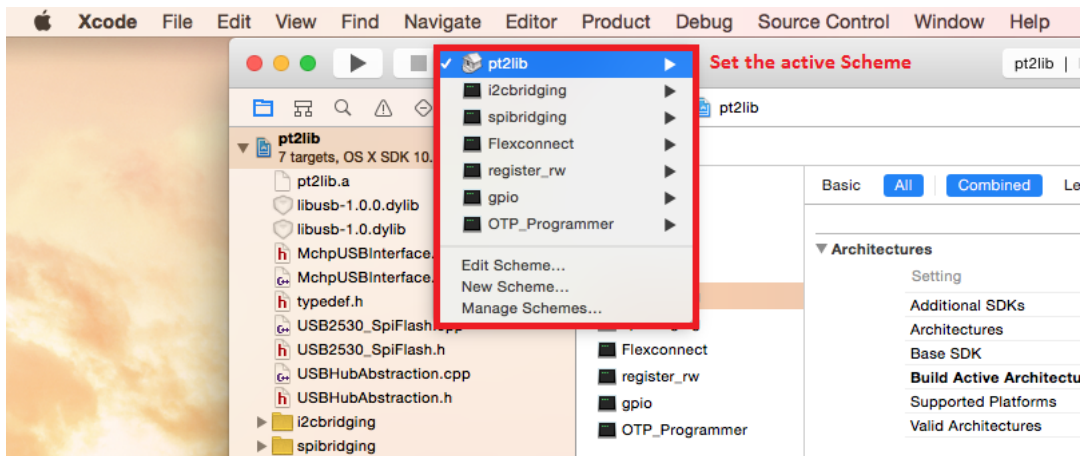 Xcode File Edit View Find Navigate Editor Product Debug Source Control Window Help
pt2lib
Set the active Scheme
pt2lib |
i2cbridging
spibridging
Flexconnect
register_rw
gpio
OTP_Programmer
Edit Scheme...
New Scheme...
Manage Schemes...
pt2lib
pt2lib
7 targets, OS X SDK 10.
pt2lib.a
libusb-1.0.0.dylib
libusb-1.0.dylib
MchpUSBInterface.
MchpUSBInterface.
typedef.h
USB2530_SpiFlash.cpp
USB2530_SpiFlash.h
USBHubAbstraction.cpp
USBHubAbstraction.h
i2cbridging
spibridging
Flexconnect
register_rw
gpio
OTP_Programmer
Basic All Combined Le
Architectures
Setting
Additional SDKs
Architectures
Base SDK
Build Active Architectu
Supported Platforms
Valid Architectures